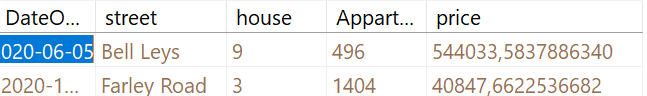 DateO... street house Appart... price
020-06-05 Bell Leys 9 496 544033,5837886340
2020-1... Farley Road 3 1404 40847,6622536682